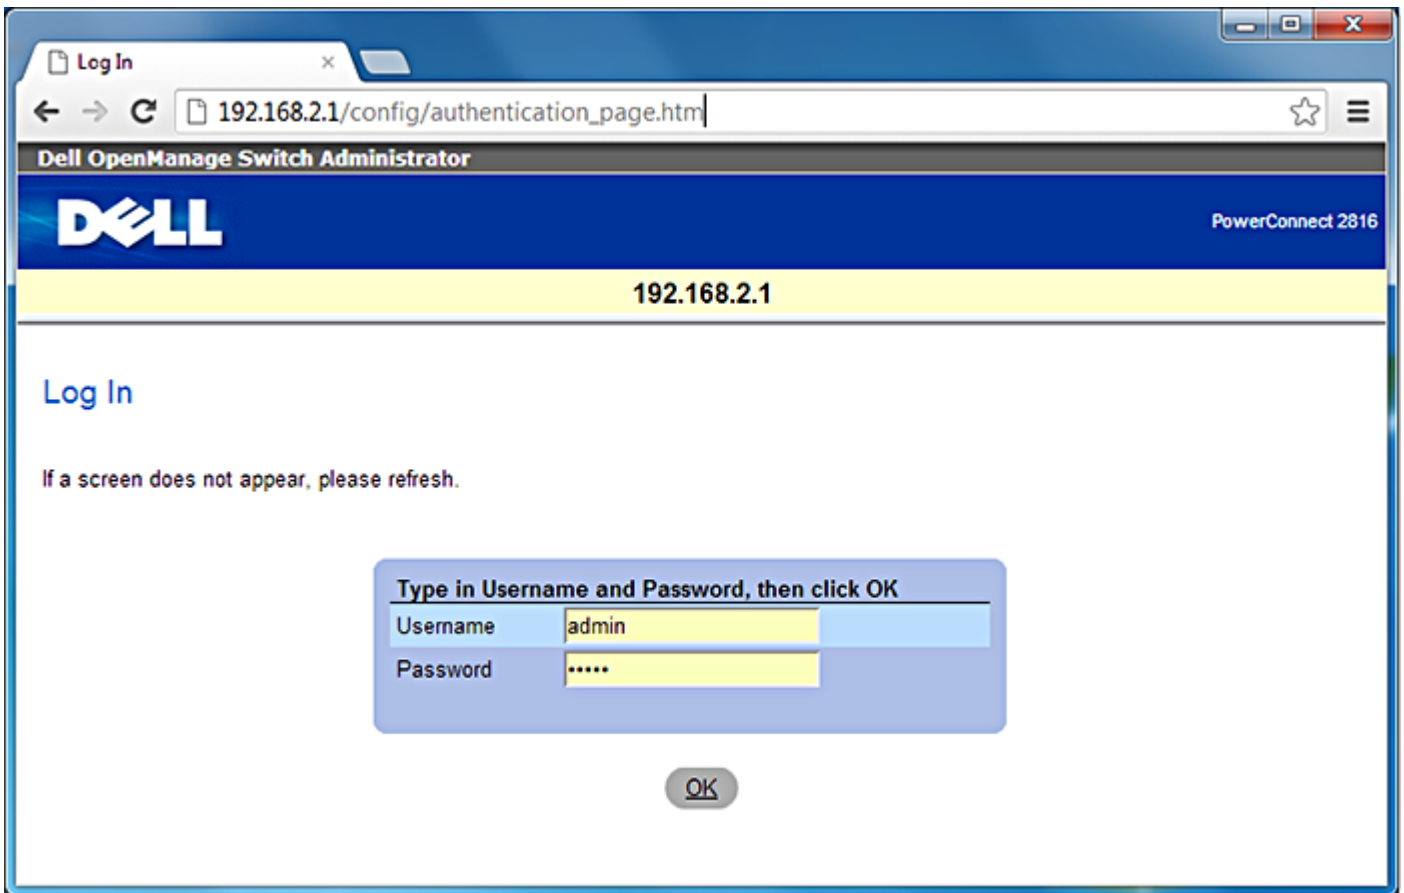 Log In
192.168.2.1/config/authentication_page.htm
Dell OpenManage Switch Administrator
DELL
PowerConnect 2816
192.168.2.1
Log In
If a screen does not appear, please refresh.
Type in Username and Password, then click OK
Username admin
Password •••••
OK